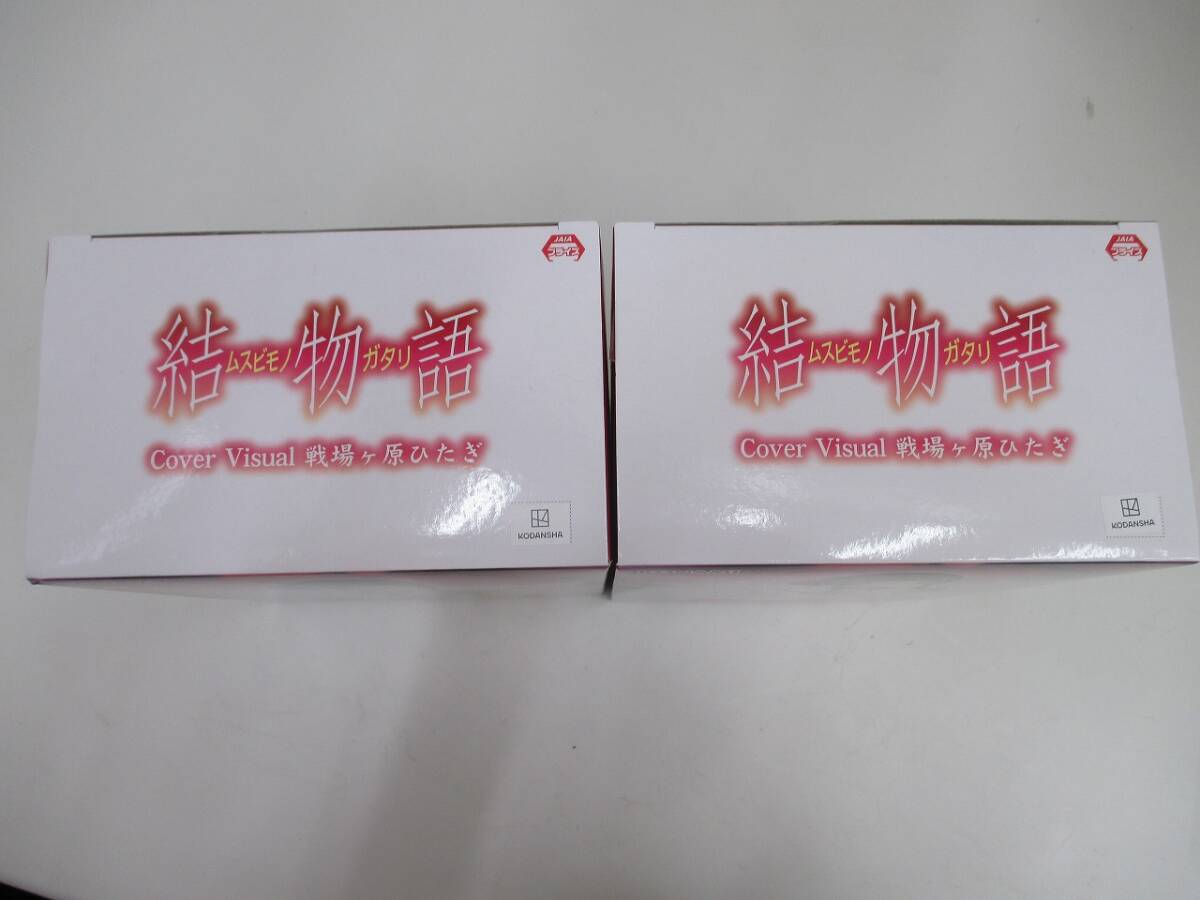 JAIA
プライズ
結ムスビモノ物ガタリ語
Cover Visual 戦場ヶ原ひたぎ
KODANSHA
JAIA
プライズ
結ムスビモノ物ガタリ語
Cover Visual 戦場ヶ原ひたぎ
KODANSHA